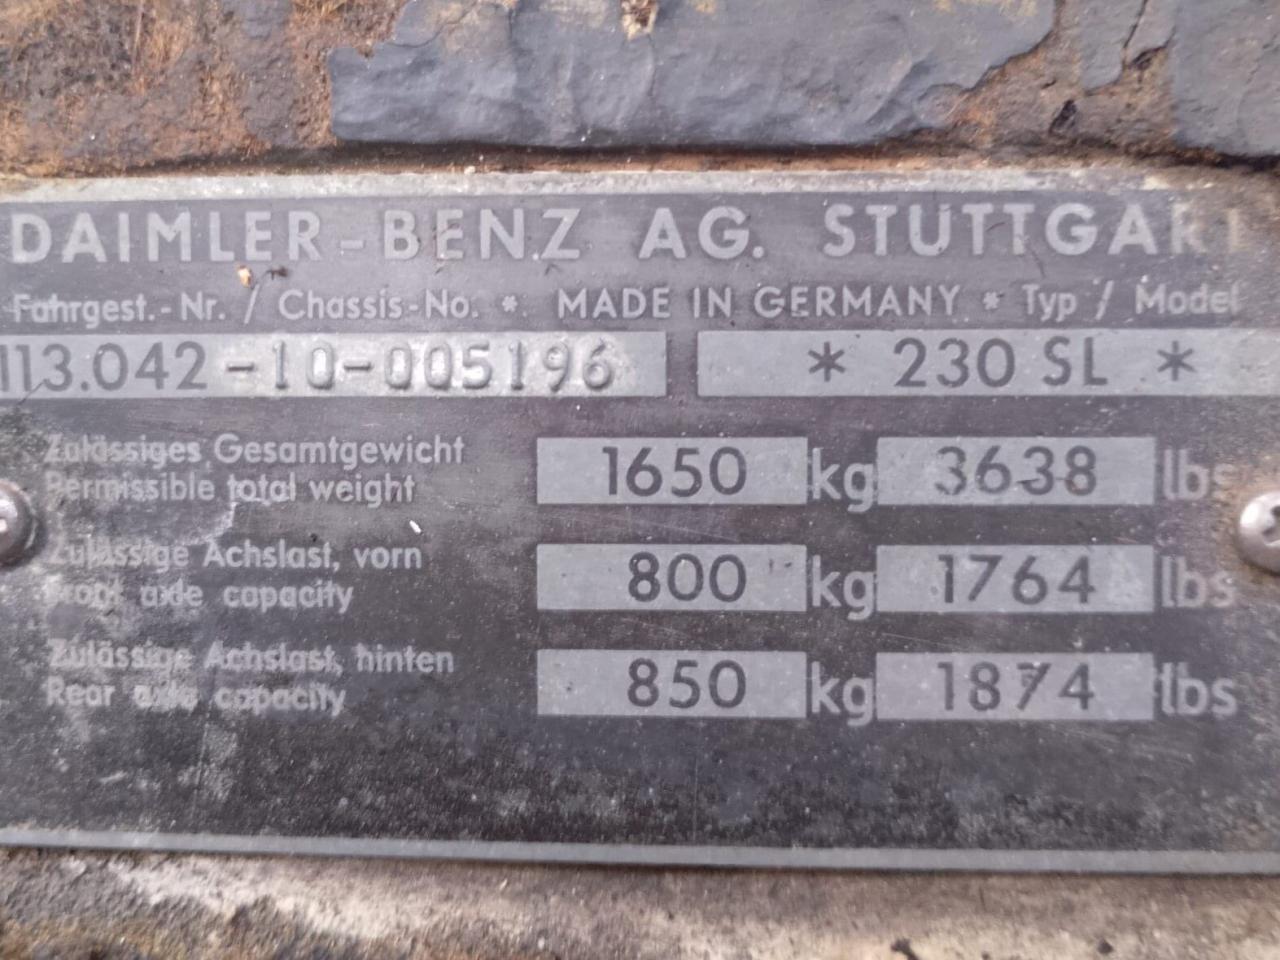 DAIMLER-BENZ AG. STUTTGART
Fahrgest.-Nr. / Chassis-No. * MADE IN GERMANY * Typ / Model
113.042-10-005196 * 230 SL *
Zulässiges Gesamtgewicht
Permissible total weight 1650 kg 3638 lbs
Zulässige Achslast, vorn
Front axle capacity 800 kg 1764 lbs
Zulässige Achslast, hinten
Rear axle capacity 850 kg 1874 lbs